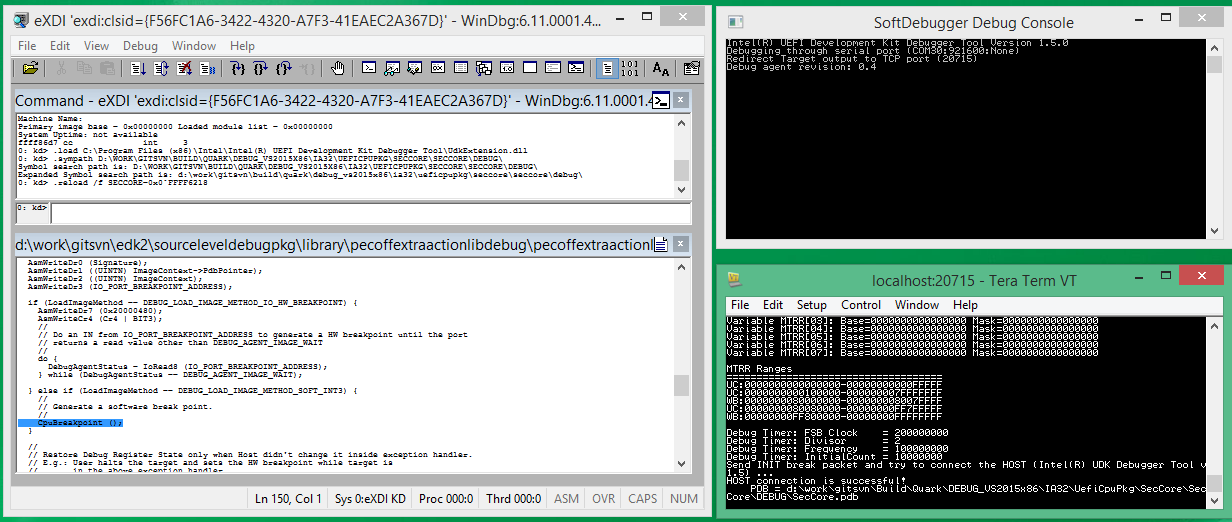 eXDI 'exdi:clsid={F56FC1A6-3422-4320-A7F3-41EAEC2A367D}' - WinDbg:6.11.0001.4...
File Edit View Debug Window Help
Command - eXDI 'exdi:clsid={F56FC1A6-3422-4320-A7F3-41EAEC2A367D}' - WinDbg:6.11.0001.4
Machine Name:
Primary image base = 0x00000000 Loaded module list = 0x00000000
System Uptime: not available
ffff86d7 cc int 3
0: kd> .load C:\Program Files (x86)\Intel\Intel(R) UEFI Development Kit Debugger Tool\UdkExtension.dll
0: kd> .sympath D:\WORK\GITSVN\BUILD\QUARK\DEBUG_VS2015X86\IA32\UEFICPUPKG\SECCORE\SECCORE\DEBUG\
Symbol search path is: D:\WORK\GITSVN\BUILD\QUARK\DEBUG_VS2015X86\IA32\UEFICPUPKG\SECCORE\SECCORE\DEBUG\
Expanded Symbol search path is: d:\work\gitsvn\build\quark\debug_vs2015x86\ia32\ueficpupkg\seccore\seccore\debug\
0: kd> .reload /f SECCORE=0x0`FFFF6218
0: kd>
d:\work\gitsvn\edk2\sourceleveldebugpkg\library\pecoffextraactionlibdebug\pecoffextraactionl
AsmWriteDr0 (Signature);
AsmWriteDr1 ((UINTN) ImageContext->PdbPointer);
AsmWriteDr2 ((UINTN) ImageContext);
AsmWriteDr3 (IO_PORT_BREAKPOINT_ADDRESS);
if (LoadImageMethod == DEBUG_LOAD_IMAGE_METHOD_IO_HW_BREAKPOINT) {
AsmWriteDr7 (0x20000480);
AsmWriteCr4 (Cr4 | BIT3);
//
// Do an IN from IO_PORT_BREAKPOINT_ADDRESS to generate a HW breakpoint until the port
// returns a read value other than DEBUG_AGENT_IMAGE_WAIT
//
do {
DebugAgentStatus = IoRead8 (IO_PORT_BREAKPOINT_ADDRESS);
} while (DebugAgentStatus == DEBUG_AGENT_IMAGE_WAIT);
} else if (LoadImageMethod == DEBUG_LOAD_IMAGE_METHOD_SOFT_INT3) {
//
// Generate a software break point.
//
CpuBreakpoint ();
}
//
// Restore Debug Register State only when Host didn't change it inside exception handler.
// E.g.: User halts the target and sets the HW breakpoint while target is
// in the above exception handler
Ln 150, Col 1 Sys 0:eXDI KD Proc 000:0 Thrd 000:0 ASM OVR CAPS NUM
SoftDebugger Debug Console
Intel(R) UEFI Development Kit Debugger Tool Version 1.5.0
Debugging through serial port (COM30:921600:None)
Redirect Target output to TCP port (20715)
Debug agent revision: 0.4
localhost:20715 - Tera Term VT
File Edit Setup Control Window Help
Variable MTRR[03]: Base=0000000000000000 Mask=0000000000000000
Variable MTRR[04]: Base=0000000000000000 Mask=0000000000000000
Variable MTRR[05]: Base=0000000000000000 Mask=0000000000000000
Variable MTRR[06]: Base=0000000000000000 Mask=0000000000000000
Variable MTRR[07]: Base=0000000000000000 Mask=0000000000000000
MTRR Ranges
====================================
UC:0000000000000000-00000000000FFFFF
UC:0000000000100000-000000007FFFFFFF
WB:0000000080000000-000000008007FFFF
UC:0000000080080000-00000000FF7FFFFF
WB:00000000FF800000-00000000FFFFFFFF
Debug Timer: FSB Clock = 200000000
Debug Timer: Divisor = 2
Debug Timer: Frequency = 100000000
Debug Timer: InitialCount = 10000000
Send INIT break packet and try to connect the HOST (Intel(R) UDK Debugger Tool v
1.5) ...
HOST connection is successful!
PDB = d:\work\gitsvn\Build\Quark\DEBUG_VS2015x86\IA32\UefiCpuPkg\SecCore\Sec
Core\DEBUG\SecCore.pdb